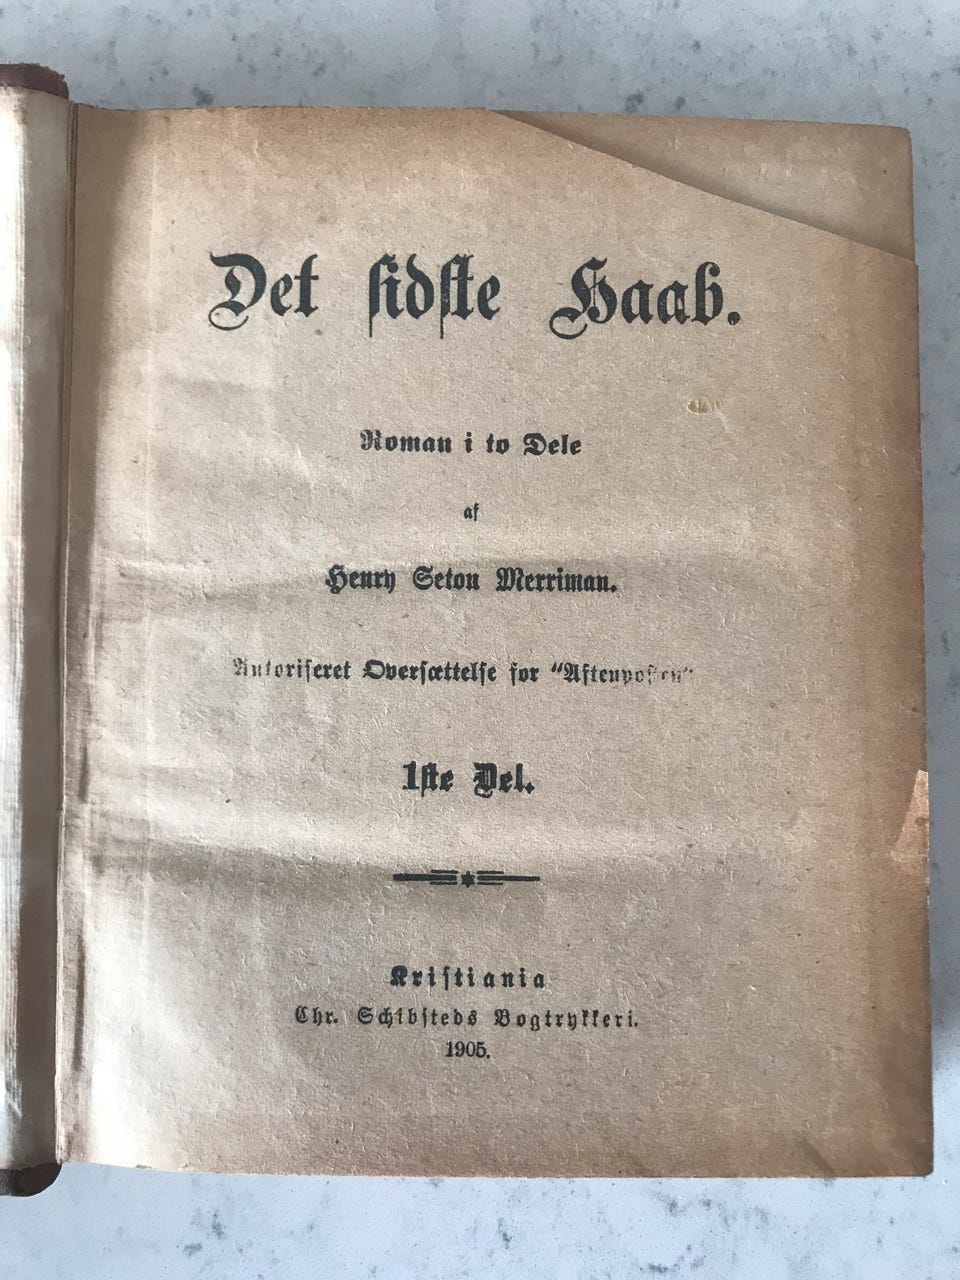 Det sidste Haab.
Roman i to Dele
af
Henry Seton Merriman.
Autoriseret Oversættelse for "Aftenposten"
1ste Del.
Kristiania
Chr. Schibsteds Bogtrykkeri.
1905.